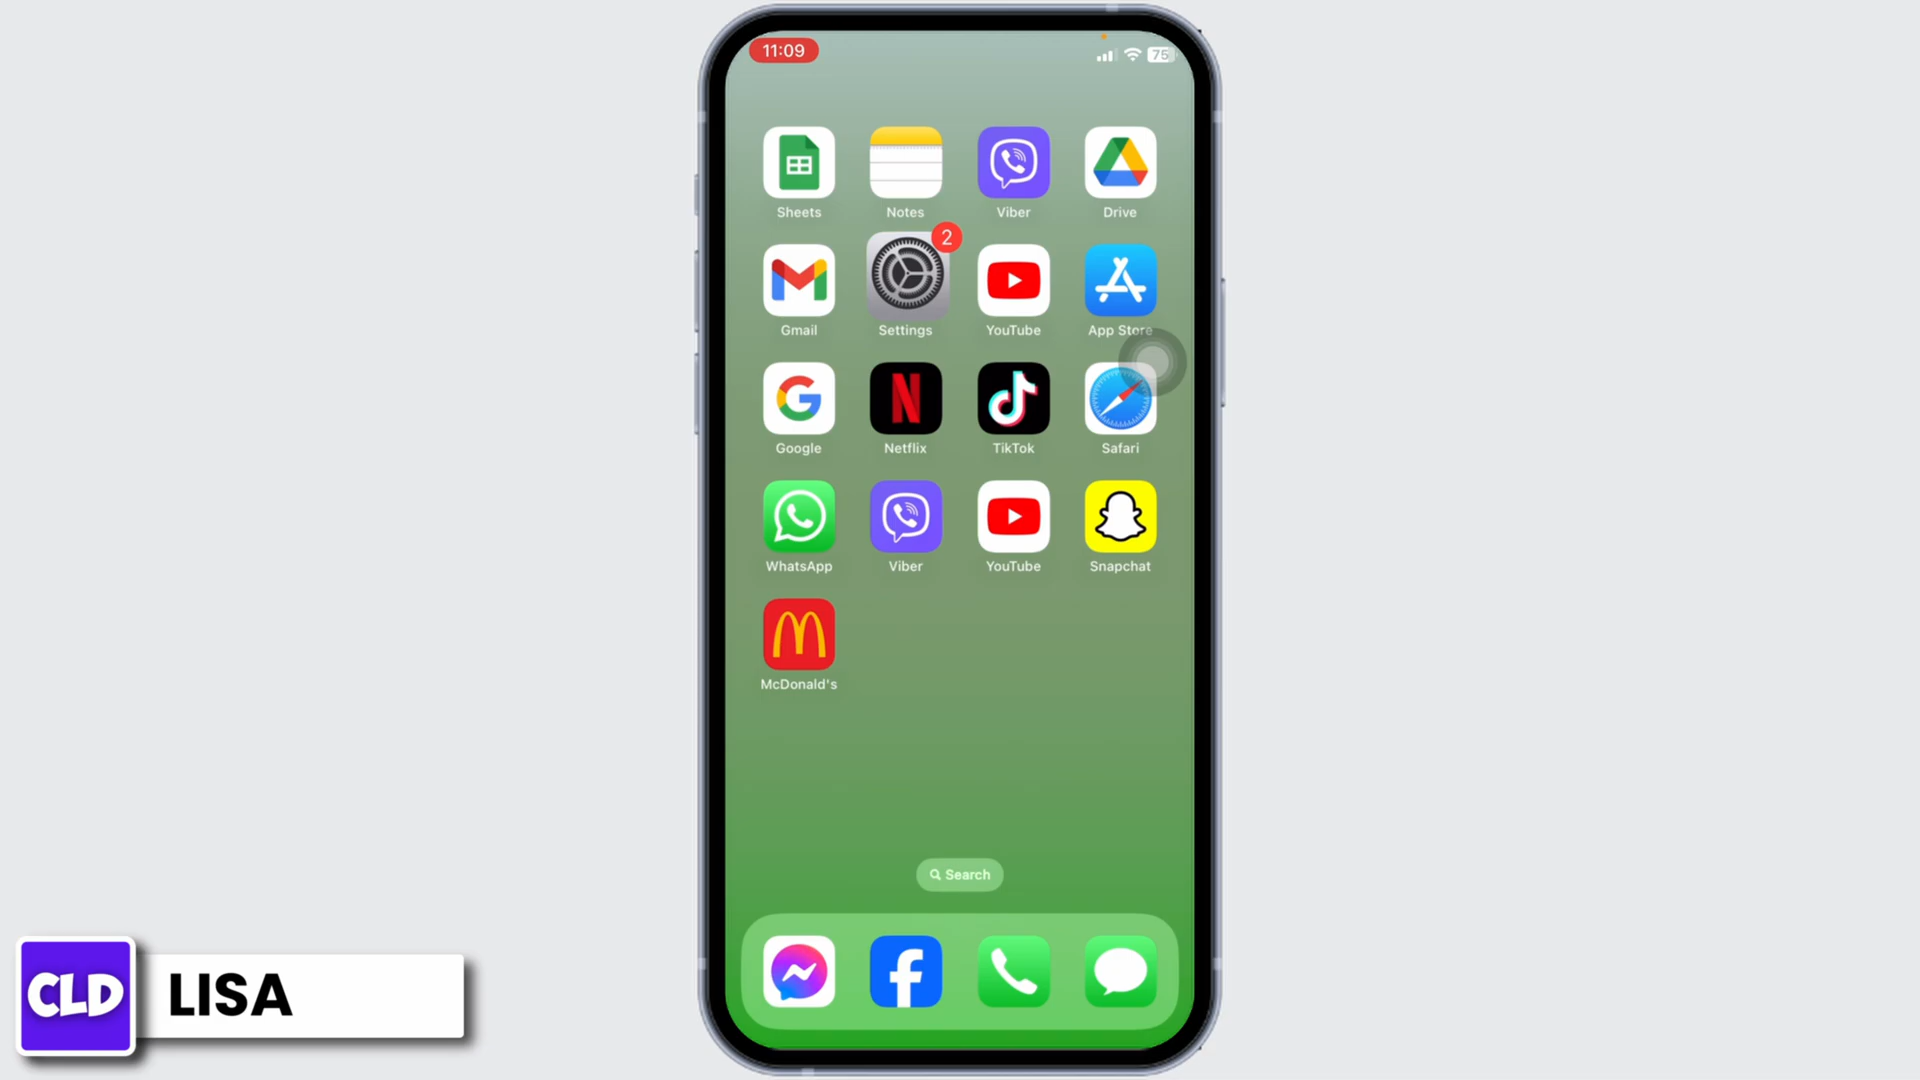 11:09
75
Sheets Notes Viber Drive
2
Gmail Settings YouTube App Store
Google Netflix TikTok Safari
WhatsApp Viber YouTube Snapchat
McDonald's
Search
CLD LISA